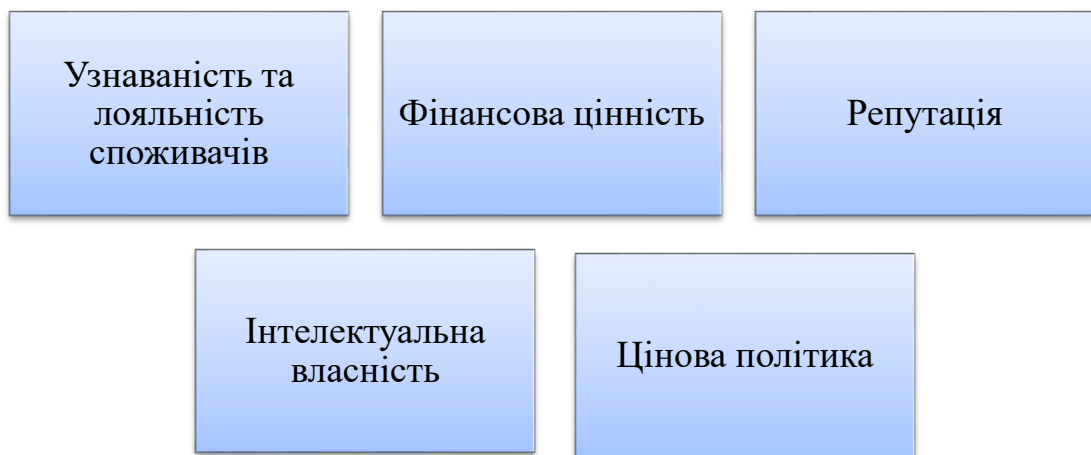 Узнаваність та
лояльність
споживачів
Фінансова цінність
Репутація
Інтелектуальна
власність
Цінова політика